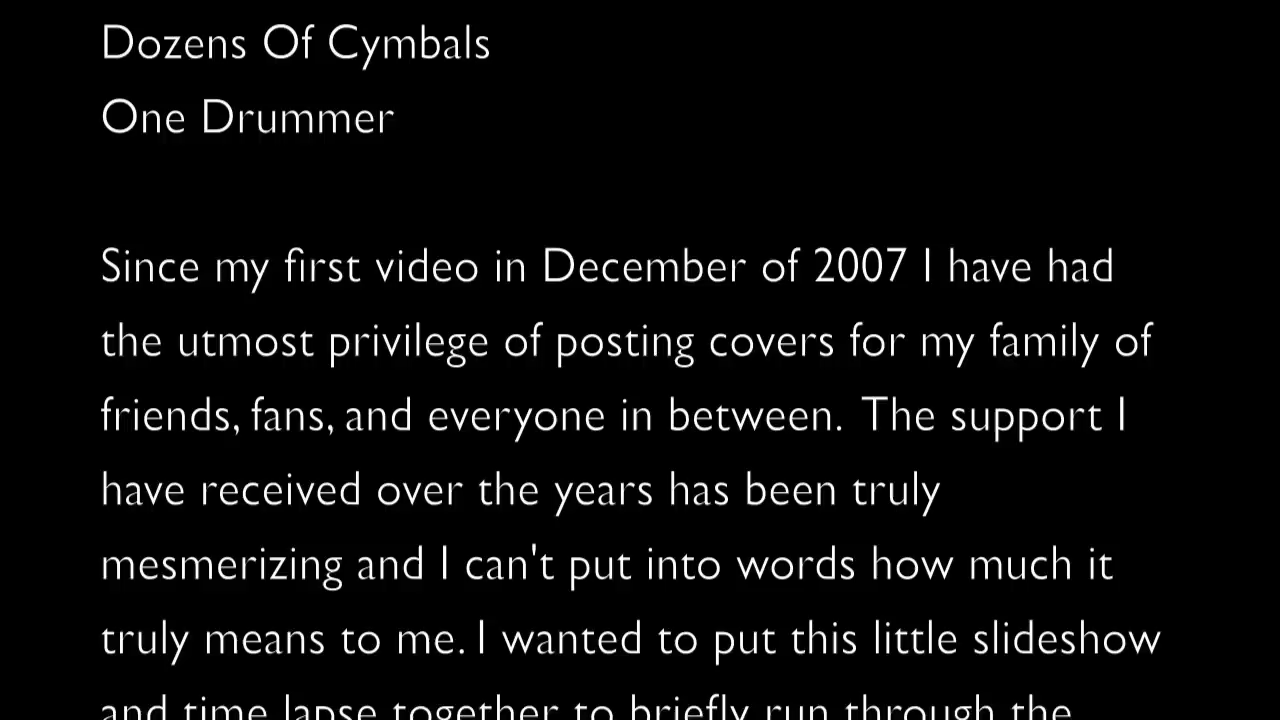 Dozens Of Cymbals
One Drummer
Since my first video in December of 2007 I have had
the utmost privilege of posting covers for my family of
friends, fans, and everyone in between. The support I
have received over the years has been truly
mesmerizing and I can't put into words how much it
truly means to me. I wanted to put this little slideshow
and time lapse together to briefly run through the